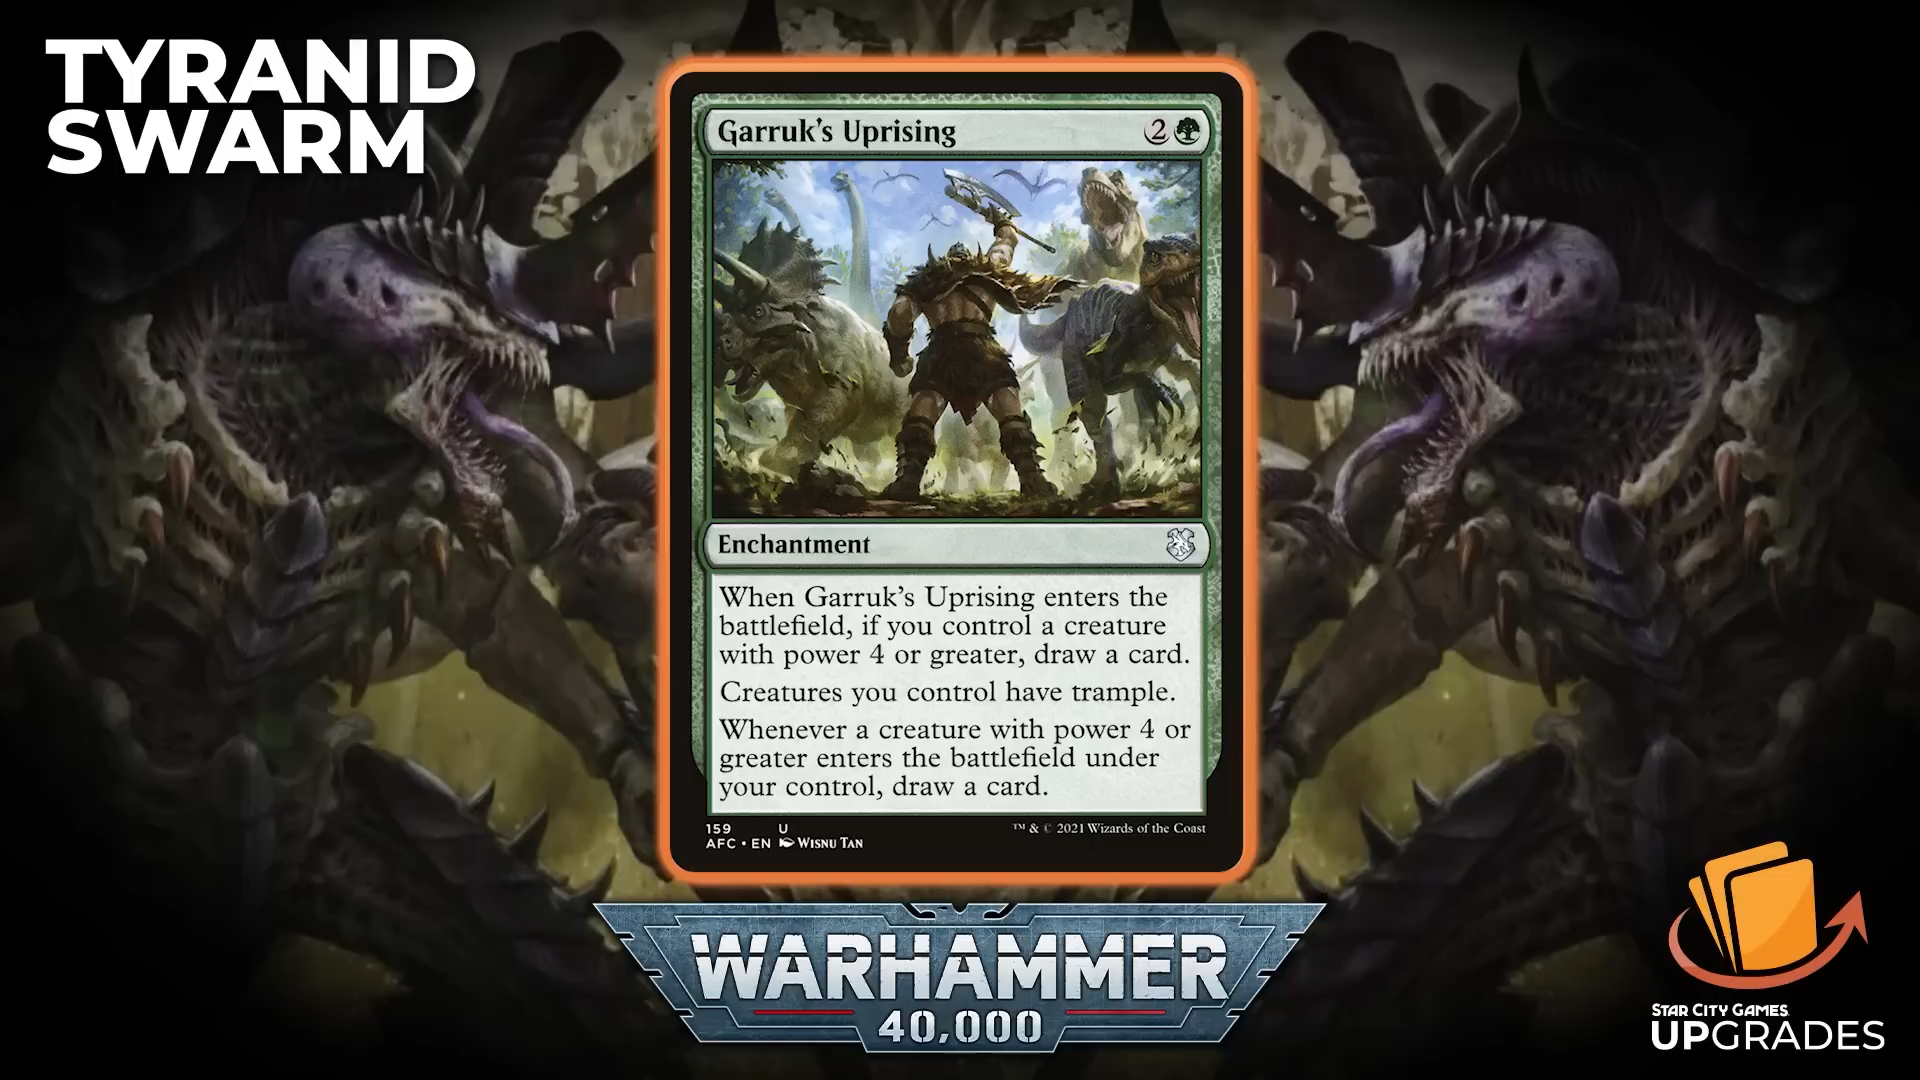 TYRANID
SWARM
Garruk's Uprising
2
Enchantment
When Garruk's Uprising enters the
battlefield, if you control a creature
with power 4 or greater, draw a card.
Creatures you control have trample.
Whenever a creature with power 4 or
greater enters the battlefield under
your control, draw a card.
159 U
AFC • EN WISNU TAN
™ & © 2021 Wizards of the Coast
WARHAMMER
40,000
STAR CITY GAMES
UPGRADES